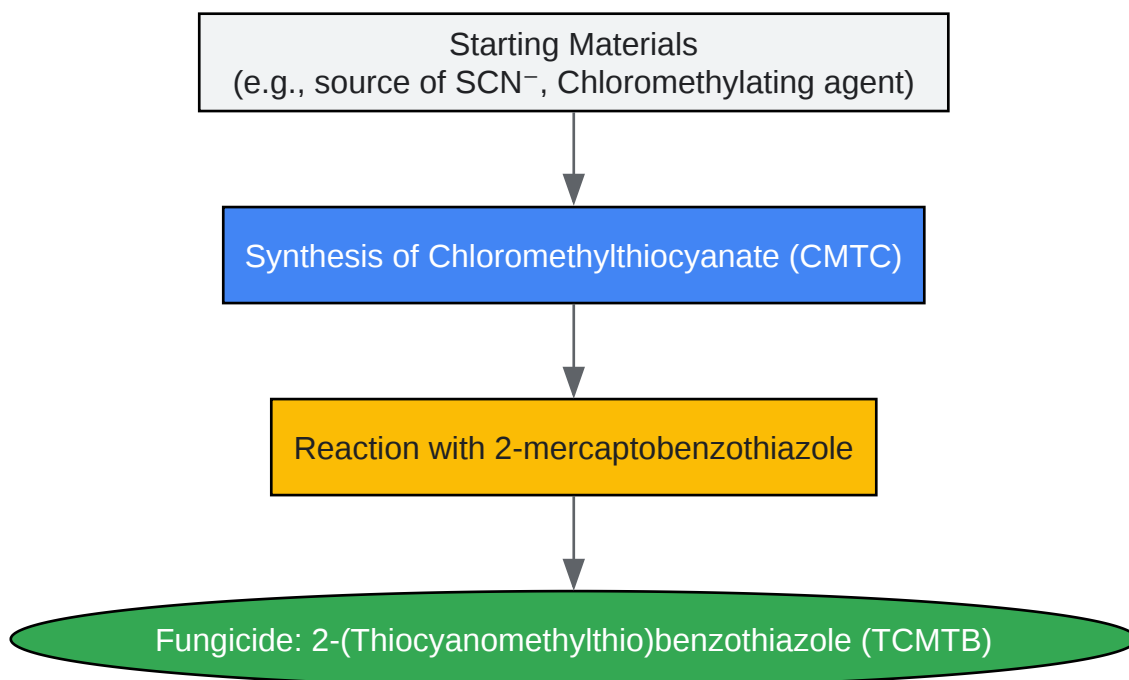 Starting Materials
(e.g., source of SCN⁻, Chloromethylating agent)
Synthesis of Chloromethylthiocyanate (CMTC)
Reaction with 2-mercaptobenzothiazole
Fungicide: 2-(Thiocyanomethylthio)benzothiazole (TCMTB)